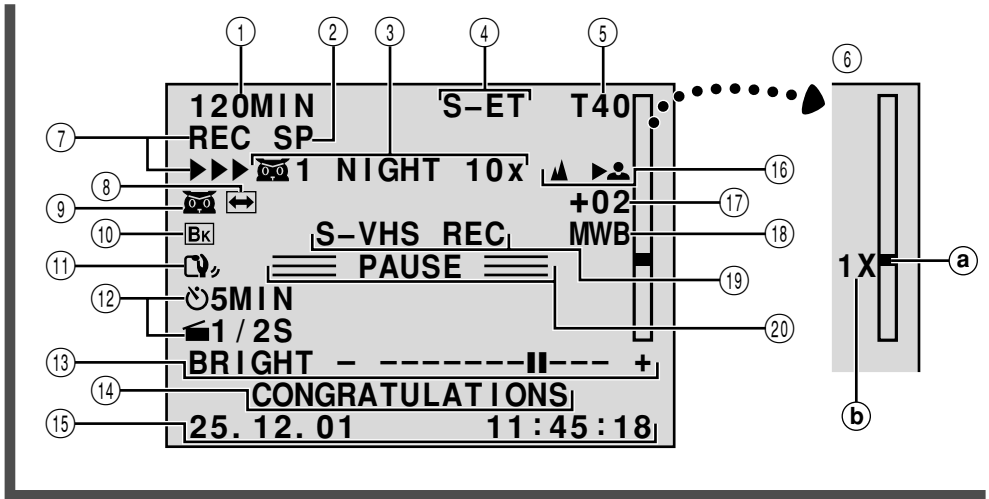 ① ② ③ ④ ⑤ ⑥
120MIN S–ET T40
REC SP
⑦
1 NIGHT 10x
⑯
⑧
⑨
+02 ⑰
⑩ BK S–VHS REC MWB ⑱
⑪ PAUSE
1X ⓐ
⑲
⑫ 5MIN
1/2S
⑳
ⓑ
⑬ BRIGHT – –––––––▮▮––– +
⑭ CONGRATULATIONS
⑮ 25.12.01 11:45:18